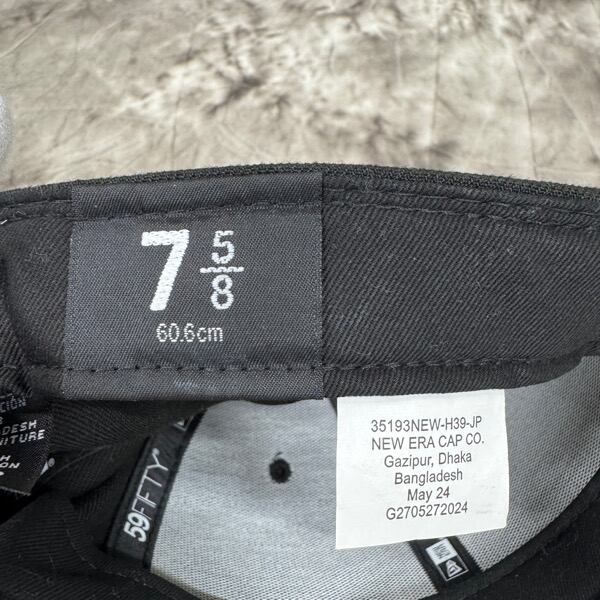 7 5/8
60.6cm
35193NEW-H39-JP
NEW ERA CAP CO.
Gazipur, Dhaka
Bangladesh
May 24
G2705272024
59FIFTY